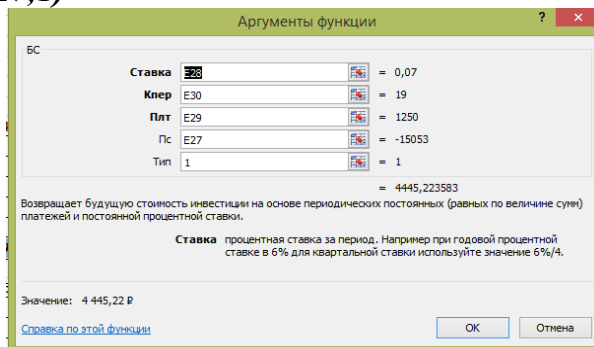 Аргументы функции ? ×
БС
Ставка E28 = 0,07
Кпер E30 = 19
Плт E29 = 1250
Пс E27 = -15053
Тип 1 = 1
= 4445,223583
Возвращает будущую стоимость инвестиции на основе периодических постоянных (равных по величине сумм)
платежей и постоянной процентной ставки.
Ставка процентная ставка за период. Например при годовой процентной
ставке в 6% для квартальной ставки используйте значение 6%/4.
Значение: 4 445,22 ₽
Справка по этой функции ОК Отмена